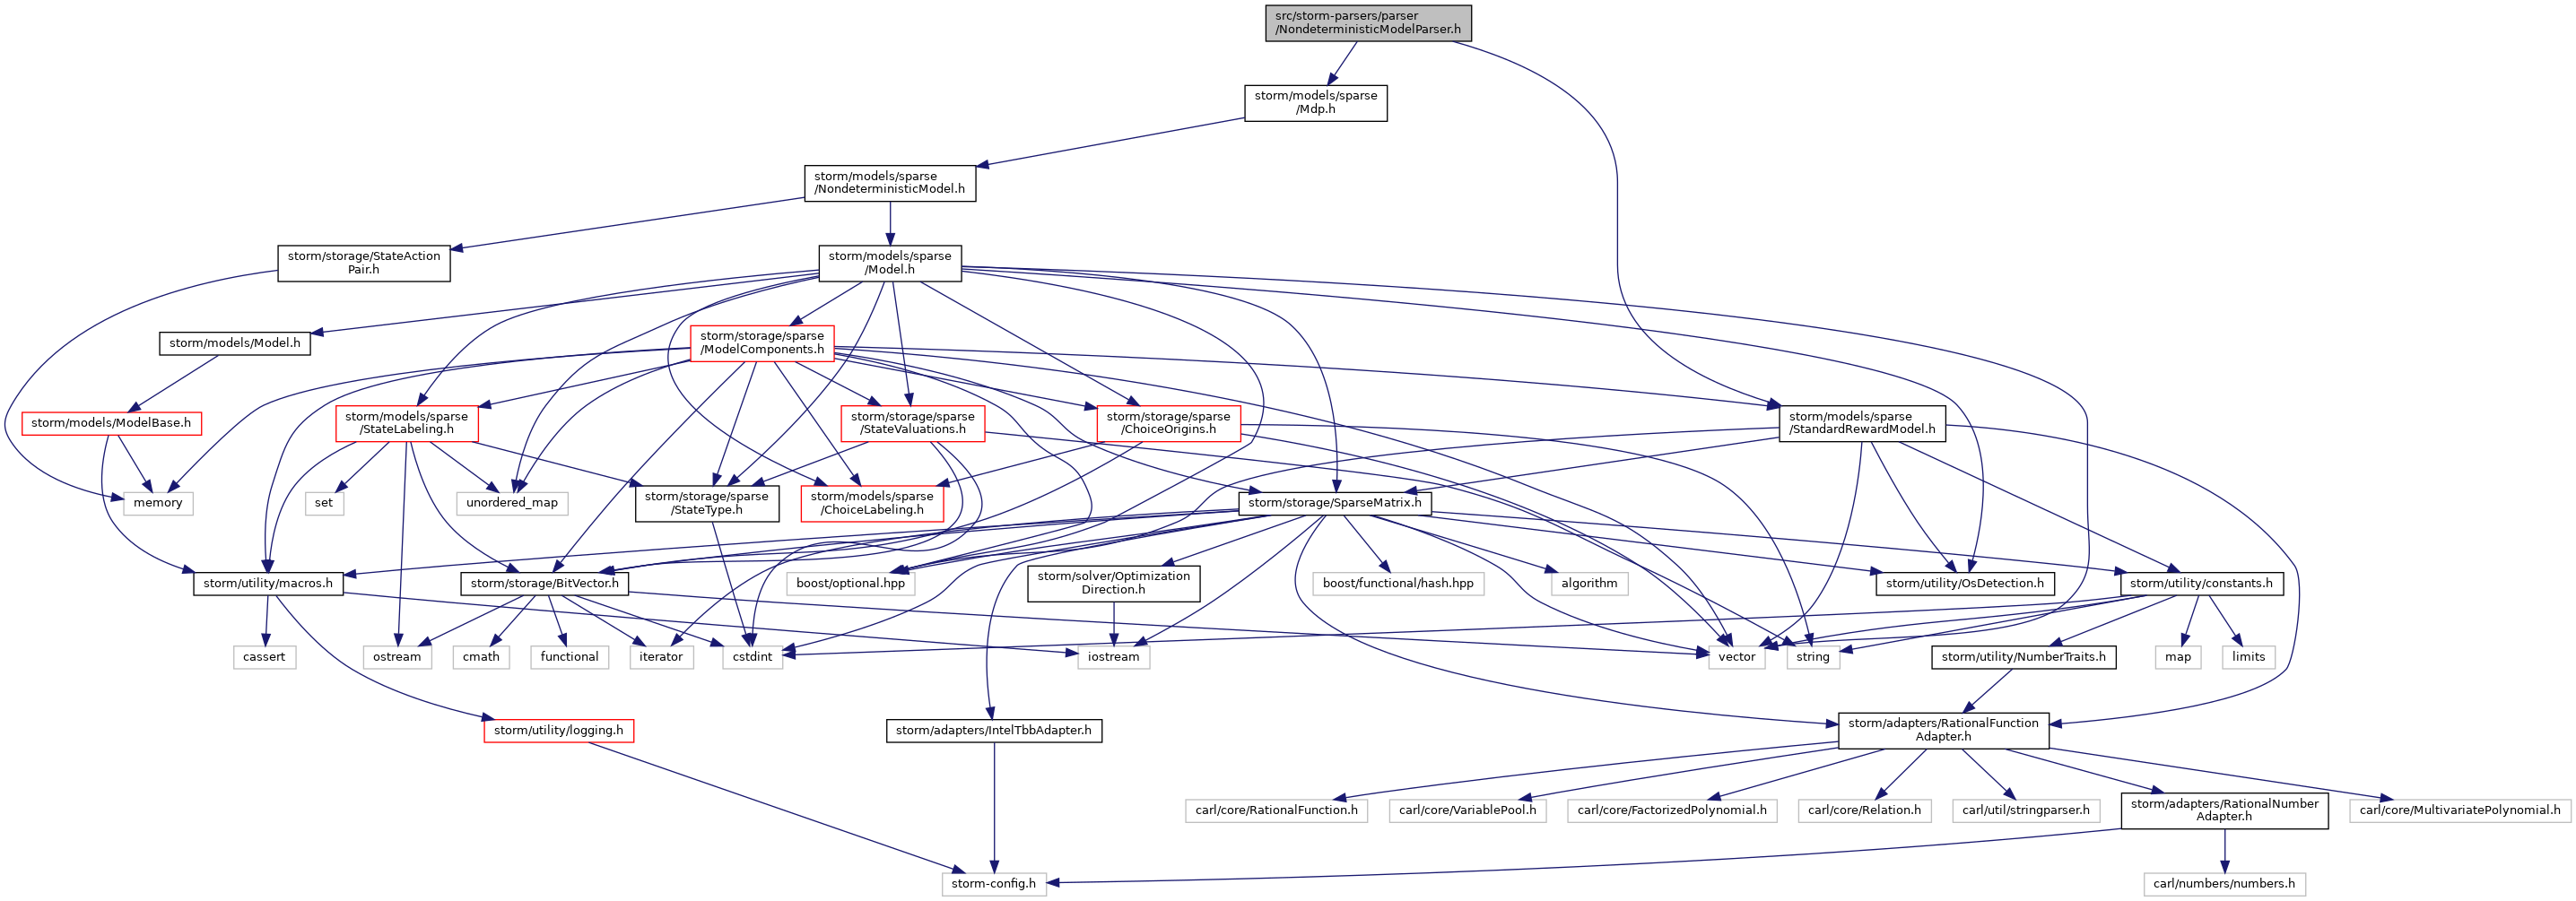 src/storm-parsers/parser
/NondeterministicModelParser.h
storm/models/sparse
/Mdp.h
storm/models/sparse
/NondeterministicModel.h
storm/storage/StateAction
Pair.h
storm/models/sparse
/Model.h
storm/models/Model.h
storm/storage/sparse
/ModelComponents.h
storm/models/ModelBase.h
storm/models/sparse
/StateLabeling.h
storm/storage/sparse
/StateValuations.h
storm/storage/sparse
/ChoiceOrigins.h
storm/models/sparse
/StandardRewardModel.h
memory
set
unordered_map
storm/storage/sparse
/StateType.h
storm/models/sparse
/ChoiceLabeling.h
storm/storage/SparseMatrix.h
storm/utility/macros.h
storm/storage/BitVector.h
boost/optional.hpp
storm/solver/Optimization
Direction.h
boost/functional/hash.hpp
algorithm
storm/utility/OsDetection.h
storm/utility/constants.h
cassert
ostream
cmath
functional
iterator
cstdint
iostream
vector
string
storm/utility/NumberTraits.h
map
limits
storm/utility/logging.h
storm/adapters/IntelTbbAdapter.h
storm/adapters/RationalFunction
Adapter.h
carl/core/RationalFunction.h
carl/core/VariablePool.h
carl/core/FactorizedPolynomial.h
carl/core/Relation.h
carl/util/stringparser.h
storm/adapters/RationalNumber
Adapter.h
carl/core/MultivariatePolynomial.h
storm-config.h
carl/numbers/numbers.h